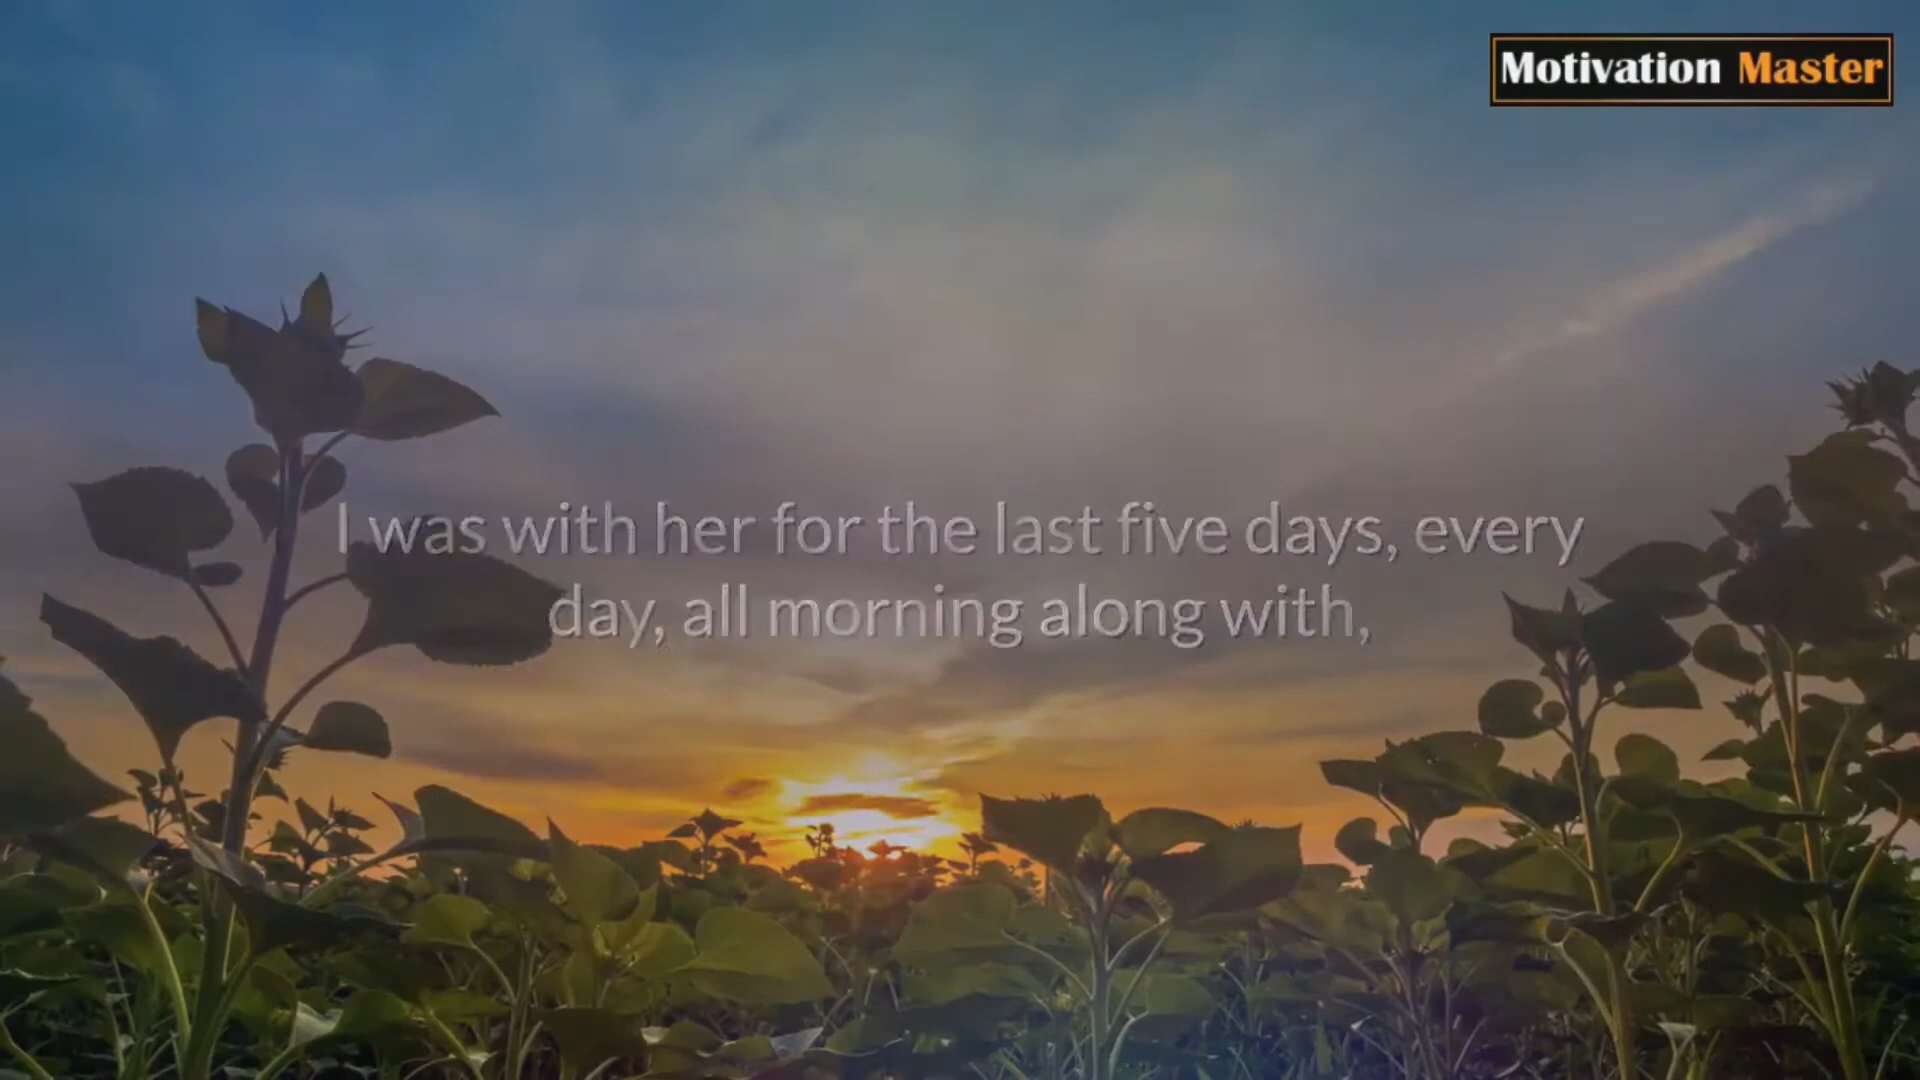 Motivation Master
I was with her for the last five days, every
day, all morning along with,